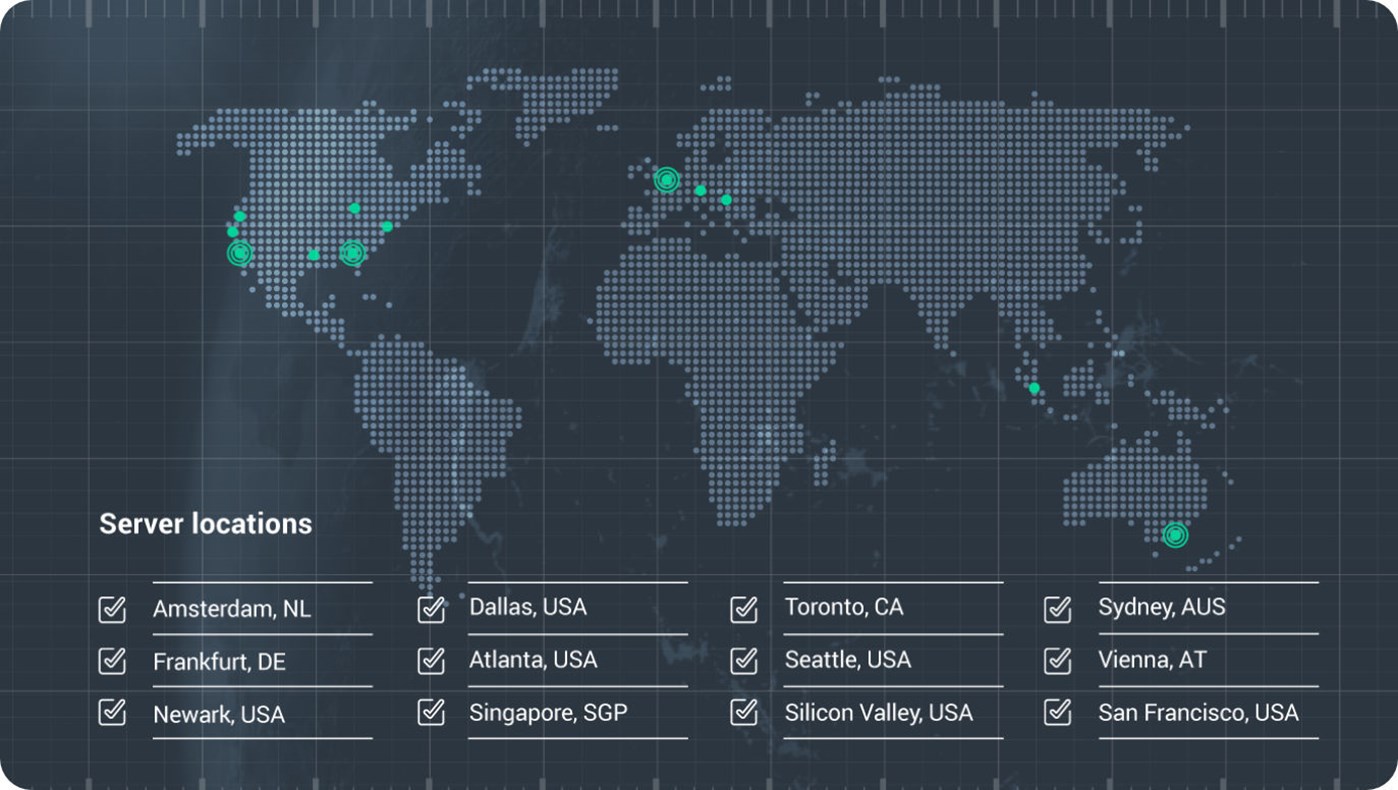 Server locations
Amsterdam, NL
Dallas, USA
Toronto, CA
Sydney, AUS
Frankfurt, DE
Atlanta, USA
Seattle, USA
Vienna, AT
Newark, USA
Singapore, SGP
Silicon Valley, USA
San Francisco, USA